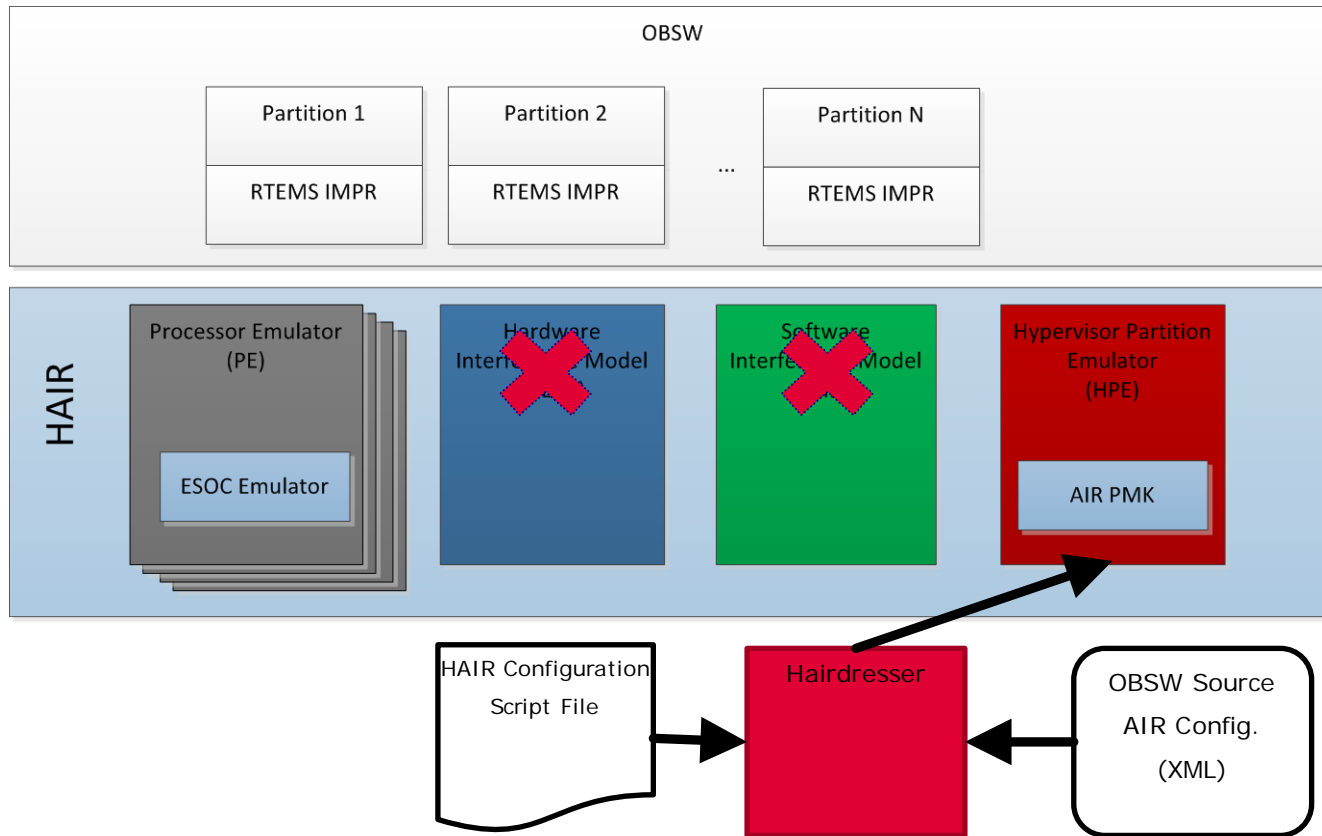 OBSW
Partition 1
RTEMS IMPR
Partition 2
RTEMS IMPR
...
Partition N
RTEMS IMPR
HAIR
Processor Emulator
(PE)
ESOC Emulator
Hardware
Model
Software
Model
Hypervisor Partition
Emulator
(HPE)
AIR PMK
HAIR Configuration
Script File
Hairdresser
OBSW Source
AIR Config.
(XML)